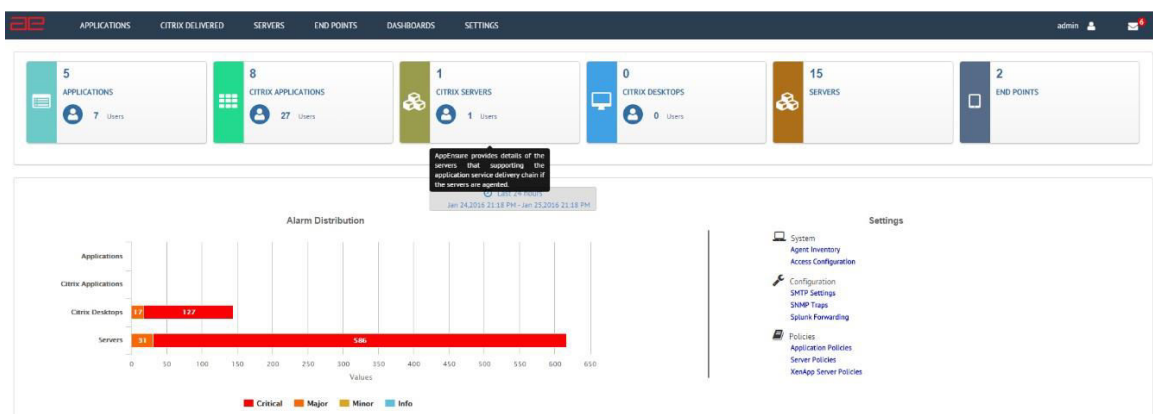 ae APPLICATIONS CITRIX DELIVERED SERVERS END POINTS DASHBOARDS SETTINGS admin 6
5
APPLICATIONS
7 Users
8
CITRIX APPLICATIONS
27 Users
1
CITRIX SERVERS
1 Users
0
CITRIX DESKTOPS
0 Users
15
SERVERS
2
END POINTS
AppEnsure provides details of the
servers that supporting the
application service delivery chain if
the servers are agented.
Last 24 hours
Jan 24,2016 21:18 PM - Jan 25,2016 21:18 PM
Alarm Distribution
Applications
Citrix Applications
Citrix Desktops 17 127
Servers 31 586
0 50 100 150 200 250 300 350 400 450 500 550 600 650
Values
Critical Major Minor Info
Settings
System
Agent Inventory
Access Configuration
Configuration
SMTP Settings
SNMP Traps
Splunk Forwarding
Policies
Application Policies
Server Policies
XenApp Server Policies